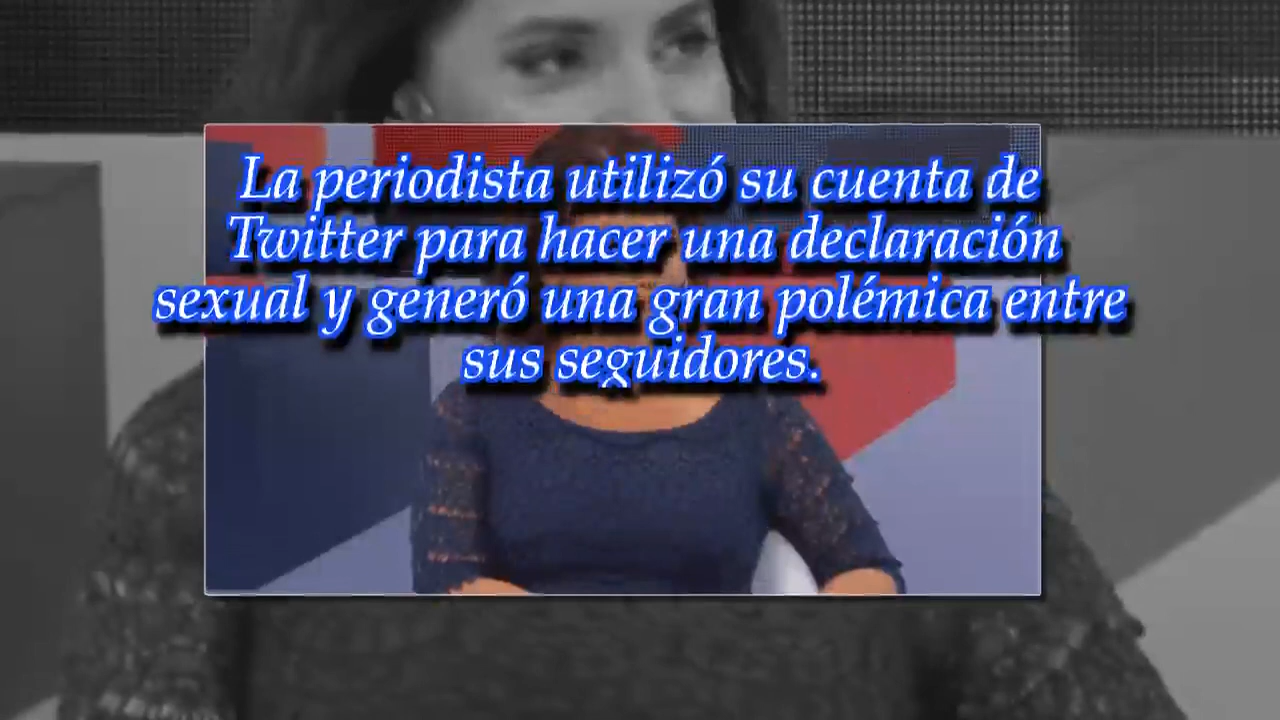 La periodista utilizó su cuenta de
Twitter para hacer una declaración
sexual y generó una gran polémica entre
sus seguidores.